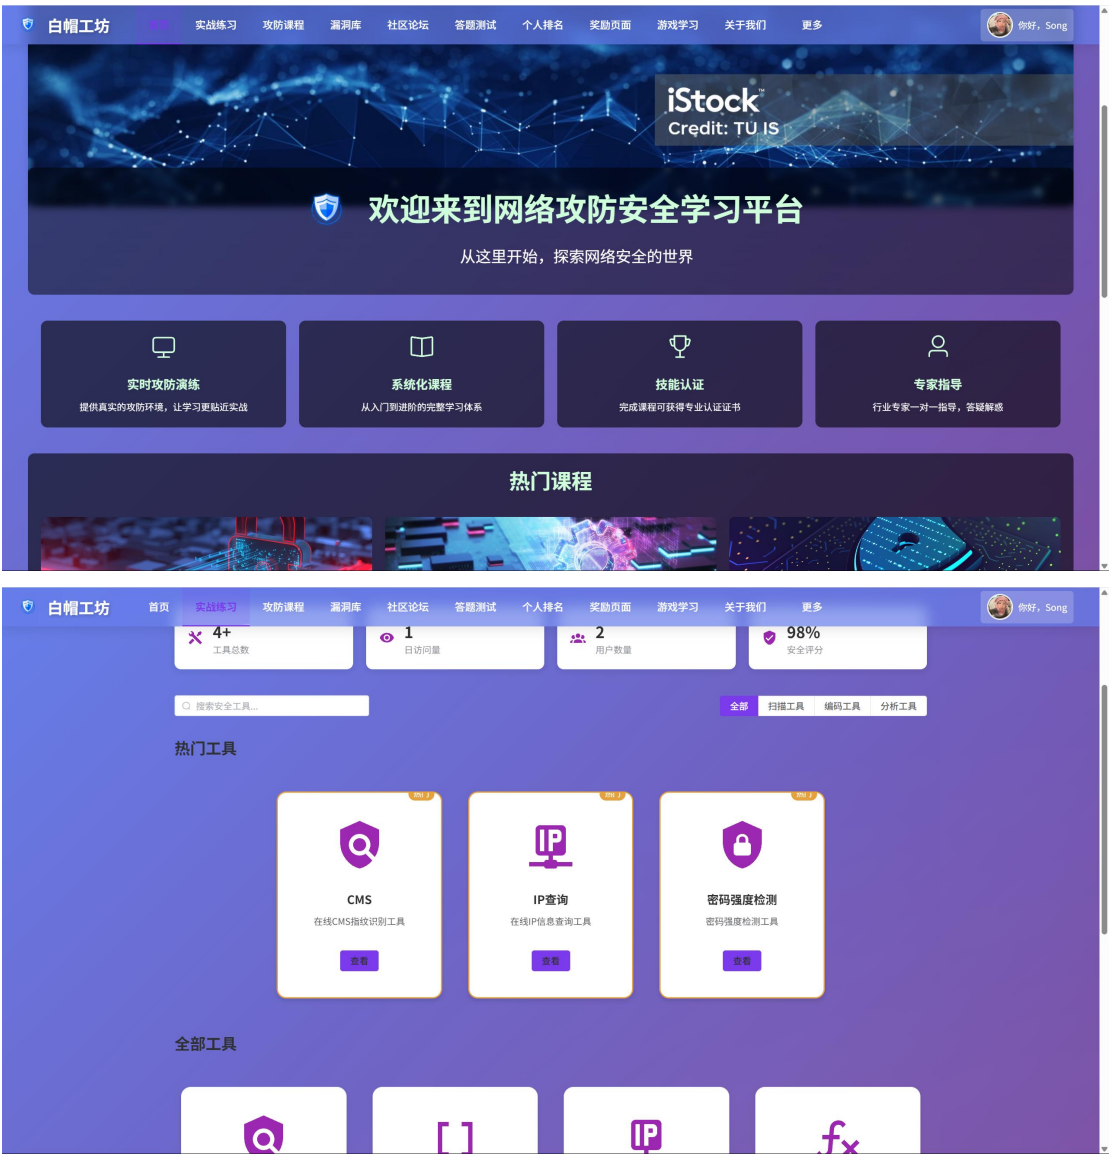 白帽工坊
首页
实战练习
攻防课程
漏洞库
社区论坛
答题测试
个人排名
奖励页面
游戏学习
关于我们
更多
你好，Song
iStock™
Credit: TU IS
欢迎来到网络攻防安全学习平台
从这里开始，探索网络安全的世界
实时攻防演练
提供真实的攻防环境，让学习更贴近实战
系统化课程
从入门到进阶的完整学习体系
技能认证
完成课程可获得专业认证证书
专家指导
行业专家一对一指导，答疑解惑
热门课程
白帽工坊
首页
实战练习
攻防课程
漏洞库
社区论坛
答题测试
个人排名
奖励页面
游戏学习
关于我们
更多
你好，Song
4+
工具总数
1
日访问量
2
用户数量
98%
安全评分
搜索安全工具...
全部
扫描工具
编码工具
分析工具
热门工具
热门
CMS
在线CMS指纹识别工具
查看
热门
IP
IP查询
在线IP信息查询工具
查看
热门
密码强度检测
密码强度检测工具
查看
全部工具
[ ]
IP
fx